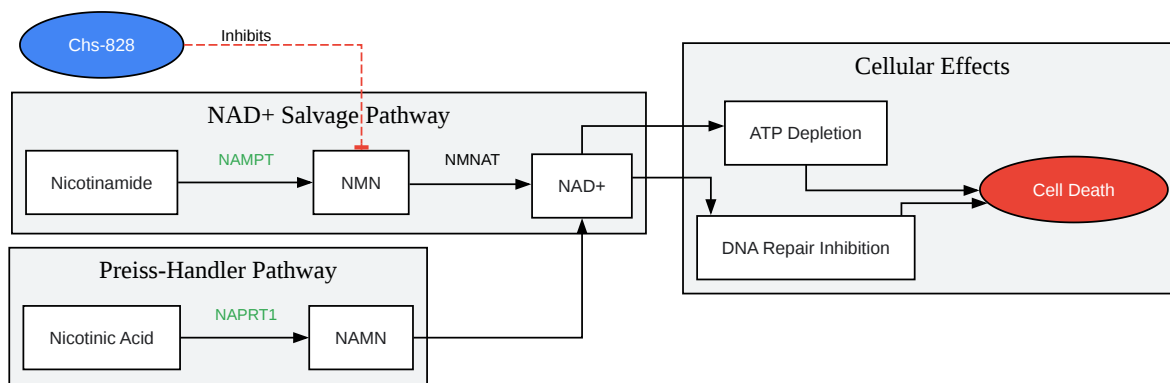 Chs-828
Inhibits
Cellular Effects
NAD+ Salvage Pathway
ATP Depletion
NAMPT
NMNAT
Nicotinamide
NMN
NAD+
Cell Death
DNA Repair Inhibition
Preiss-Handler Pathway
NAPRT1
Nicotinic Acid
NAMN